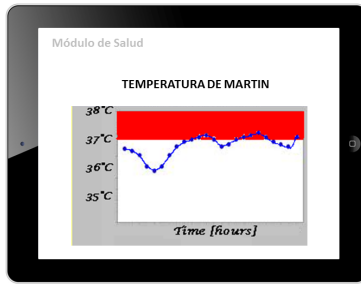 Módulo de Salud
TEMPERATURA DE MARTIN
38°C
37°C
36°C
35°C
Time [hours]